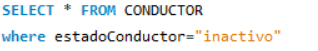 SELECT * FROM CONDUCTOR
where estadoConductor="inactivo"